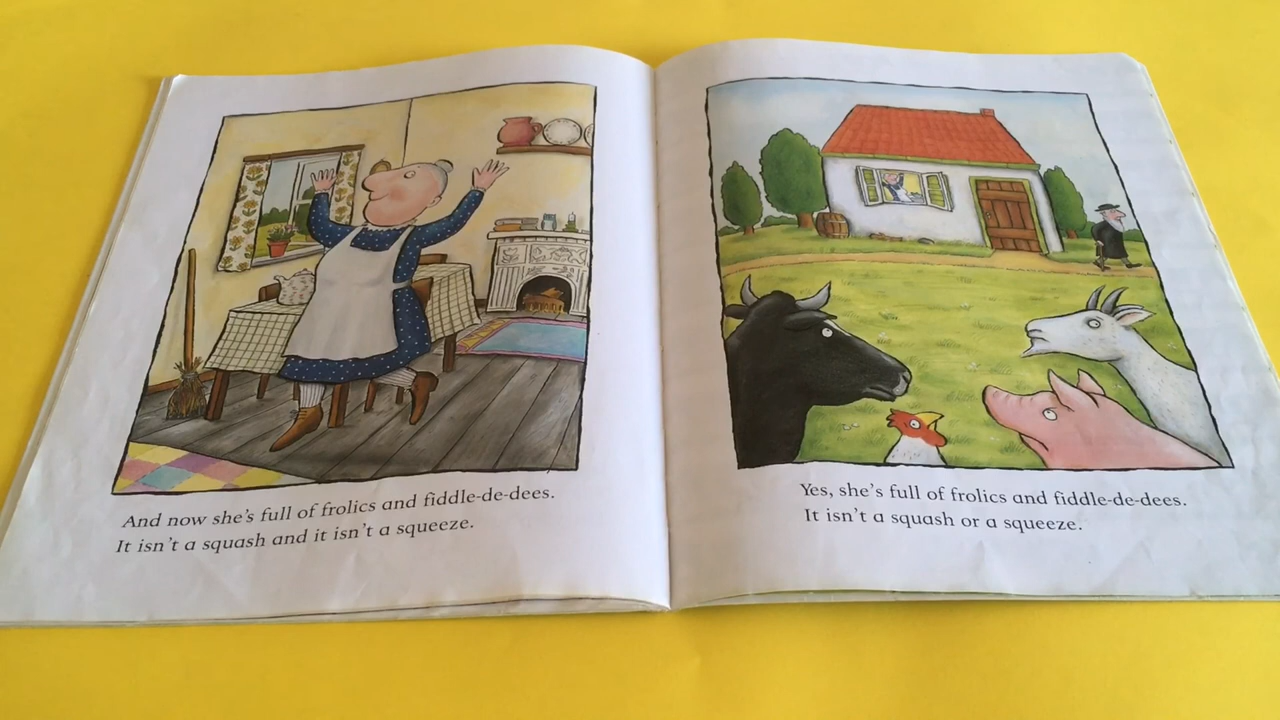 And now she's full of frolics and fiddle-de-dees.
It isn't a squash and it isn't a squeeze.
Yes, she's full of frolics and fiddle-de-dees.
It isn't a squash or a squeeze.